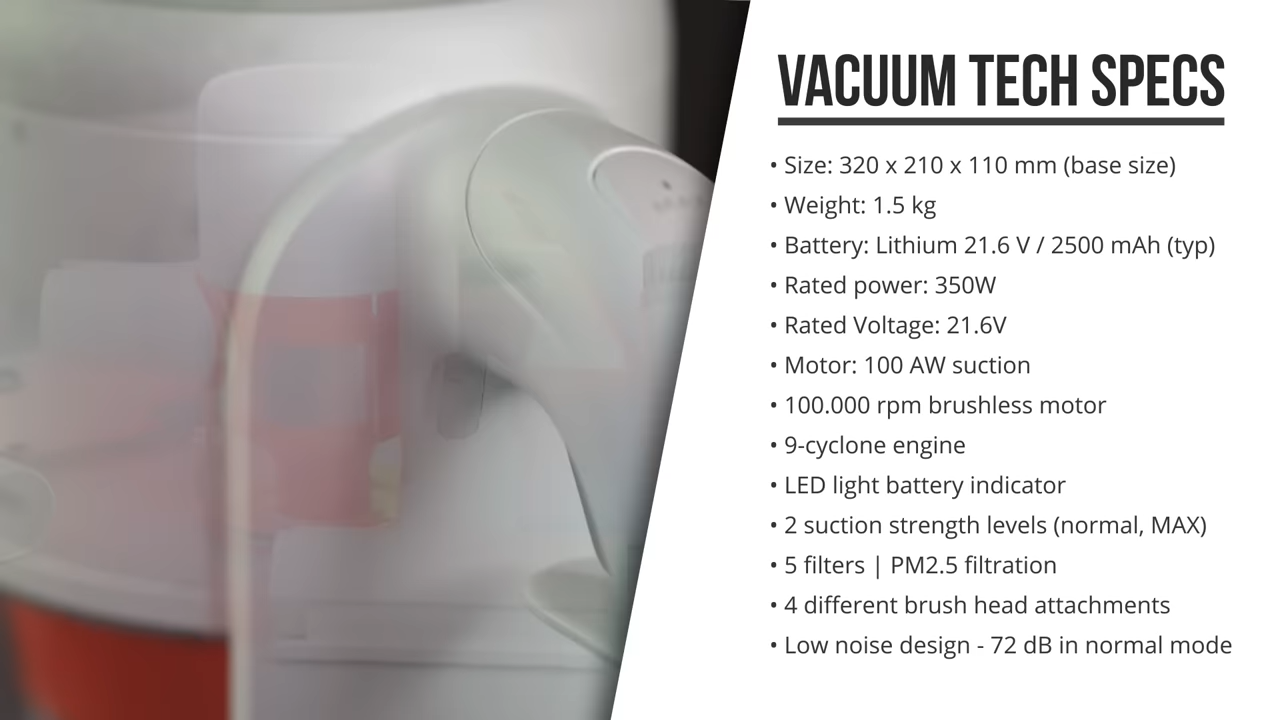 VACUUM TECH SPECS
• Size: 320 x 210 x 110 mm (base size)
• Weight: 1.5 kg
• Battery: Lithium 21.6 V / 2500 mAh (typ)
• Rated power: 350W
• Rated Voltage: 21.6V
• Motor: 100 AW suction
• 100.000 rpm brushless motor
• 9-cyclone engine
• LED light battery indicator
• 2 suction strength levels (normal, MAX)
• 5 filters | PM2.5 filtration
• 4 different brush head attachments
• Low noise design - 72 dB in normal mode